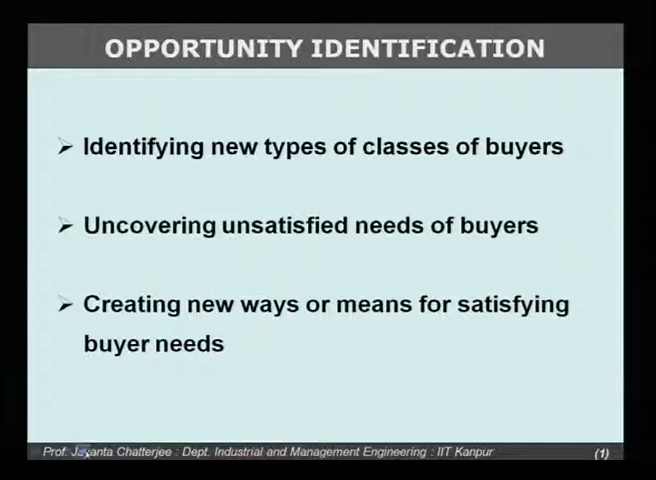 OPPORTUNITY IDENTIFICATION
Identifying new types of classes of buyers
Uncovering unsatisfied needs of buyers
Creating new ways or means for satisfying
buyer needs
Prof. Jayanta Chatterjee : Dept. Industrial and Management Engineering : IIT Kanpur (1)